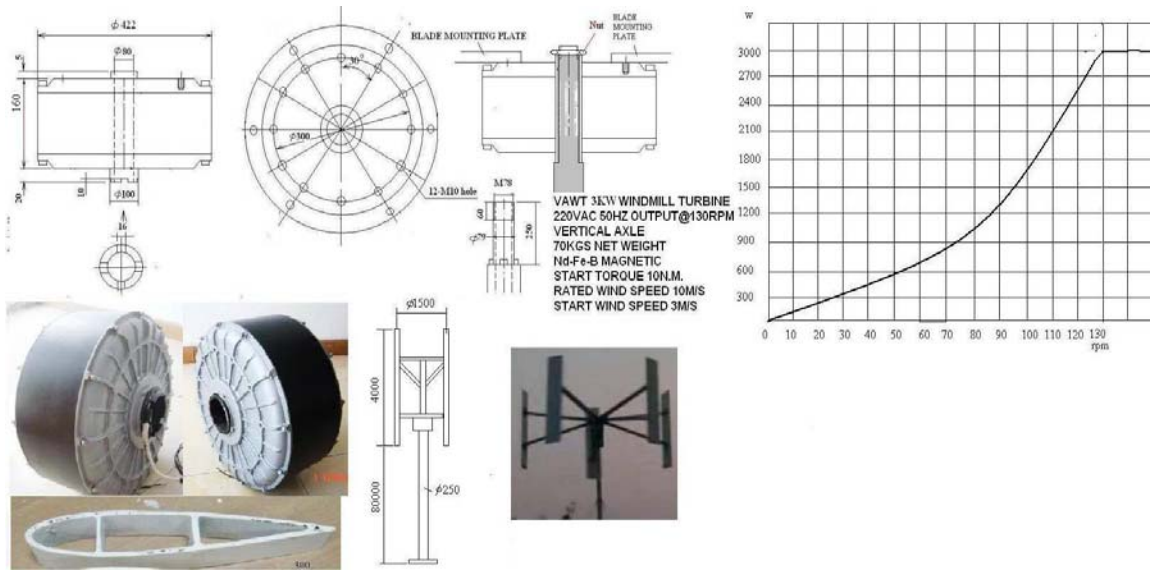 ϕ422
ϕ80
5
160
20
10
ϕ100
16
30°
ϕ300
12-M10 hole
BLADE MOUNTING PLATE
Nut
BLADE
MOUNTING
PLATE
M78
60
ϕ79
250
VAWT 3KW WINDMILL TURBINE
220VAC 50HZ OUTPUT@130RPM
VERTICAL AXLE
70KGS NET WEIGHT
Nd-Fe-B MAGNETIC
START TORQUE 10N.M.
RATED WIND SPEED 10M/S
START WIND SPEED 3M/S
ϕ1500
4000
80000
ϕ250
W
3000
2700
2400
2100
1500
1200
900
600
300
0 10 20 30 40 50 60 70 80 90 100 110 120 130
rpm